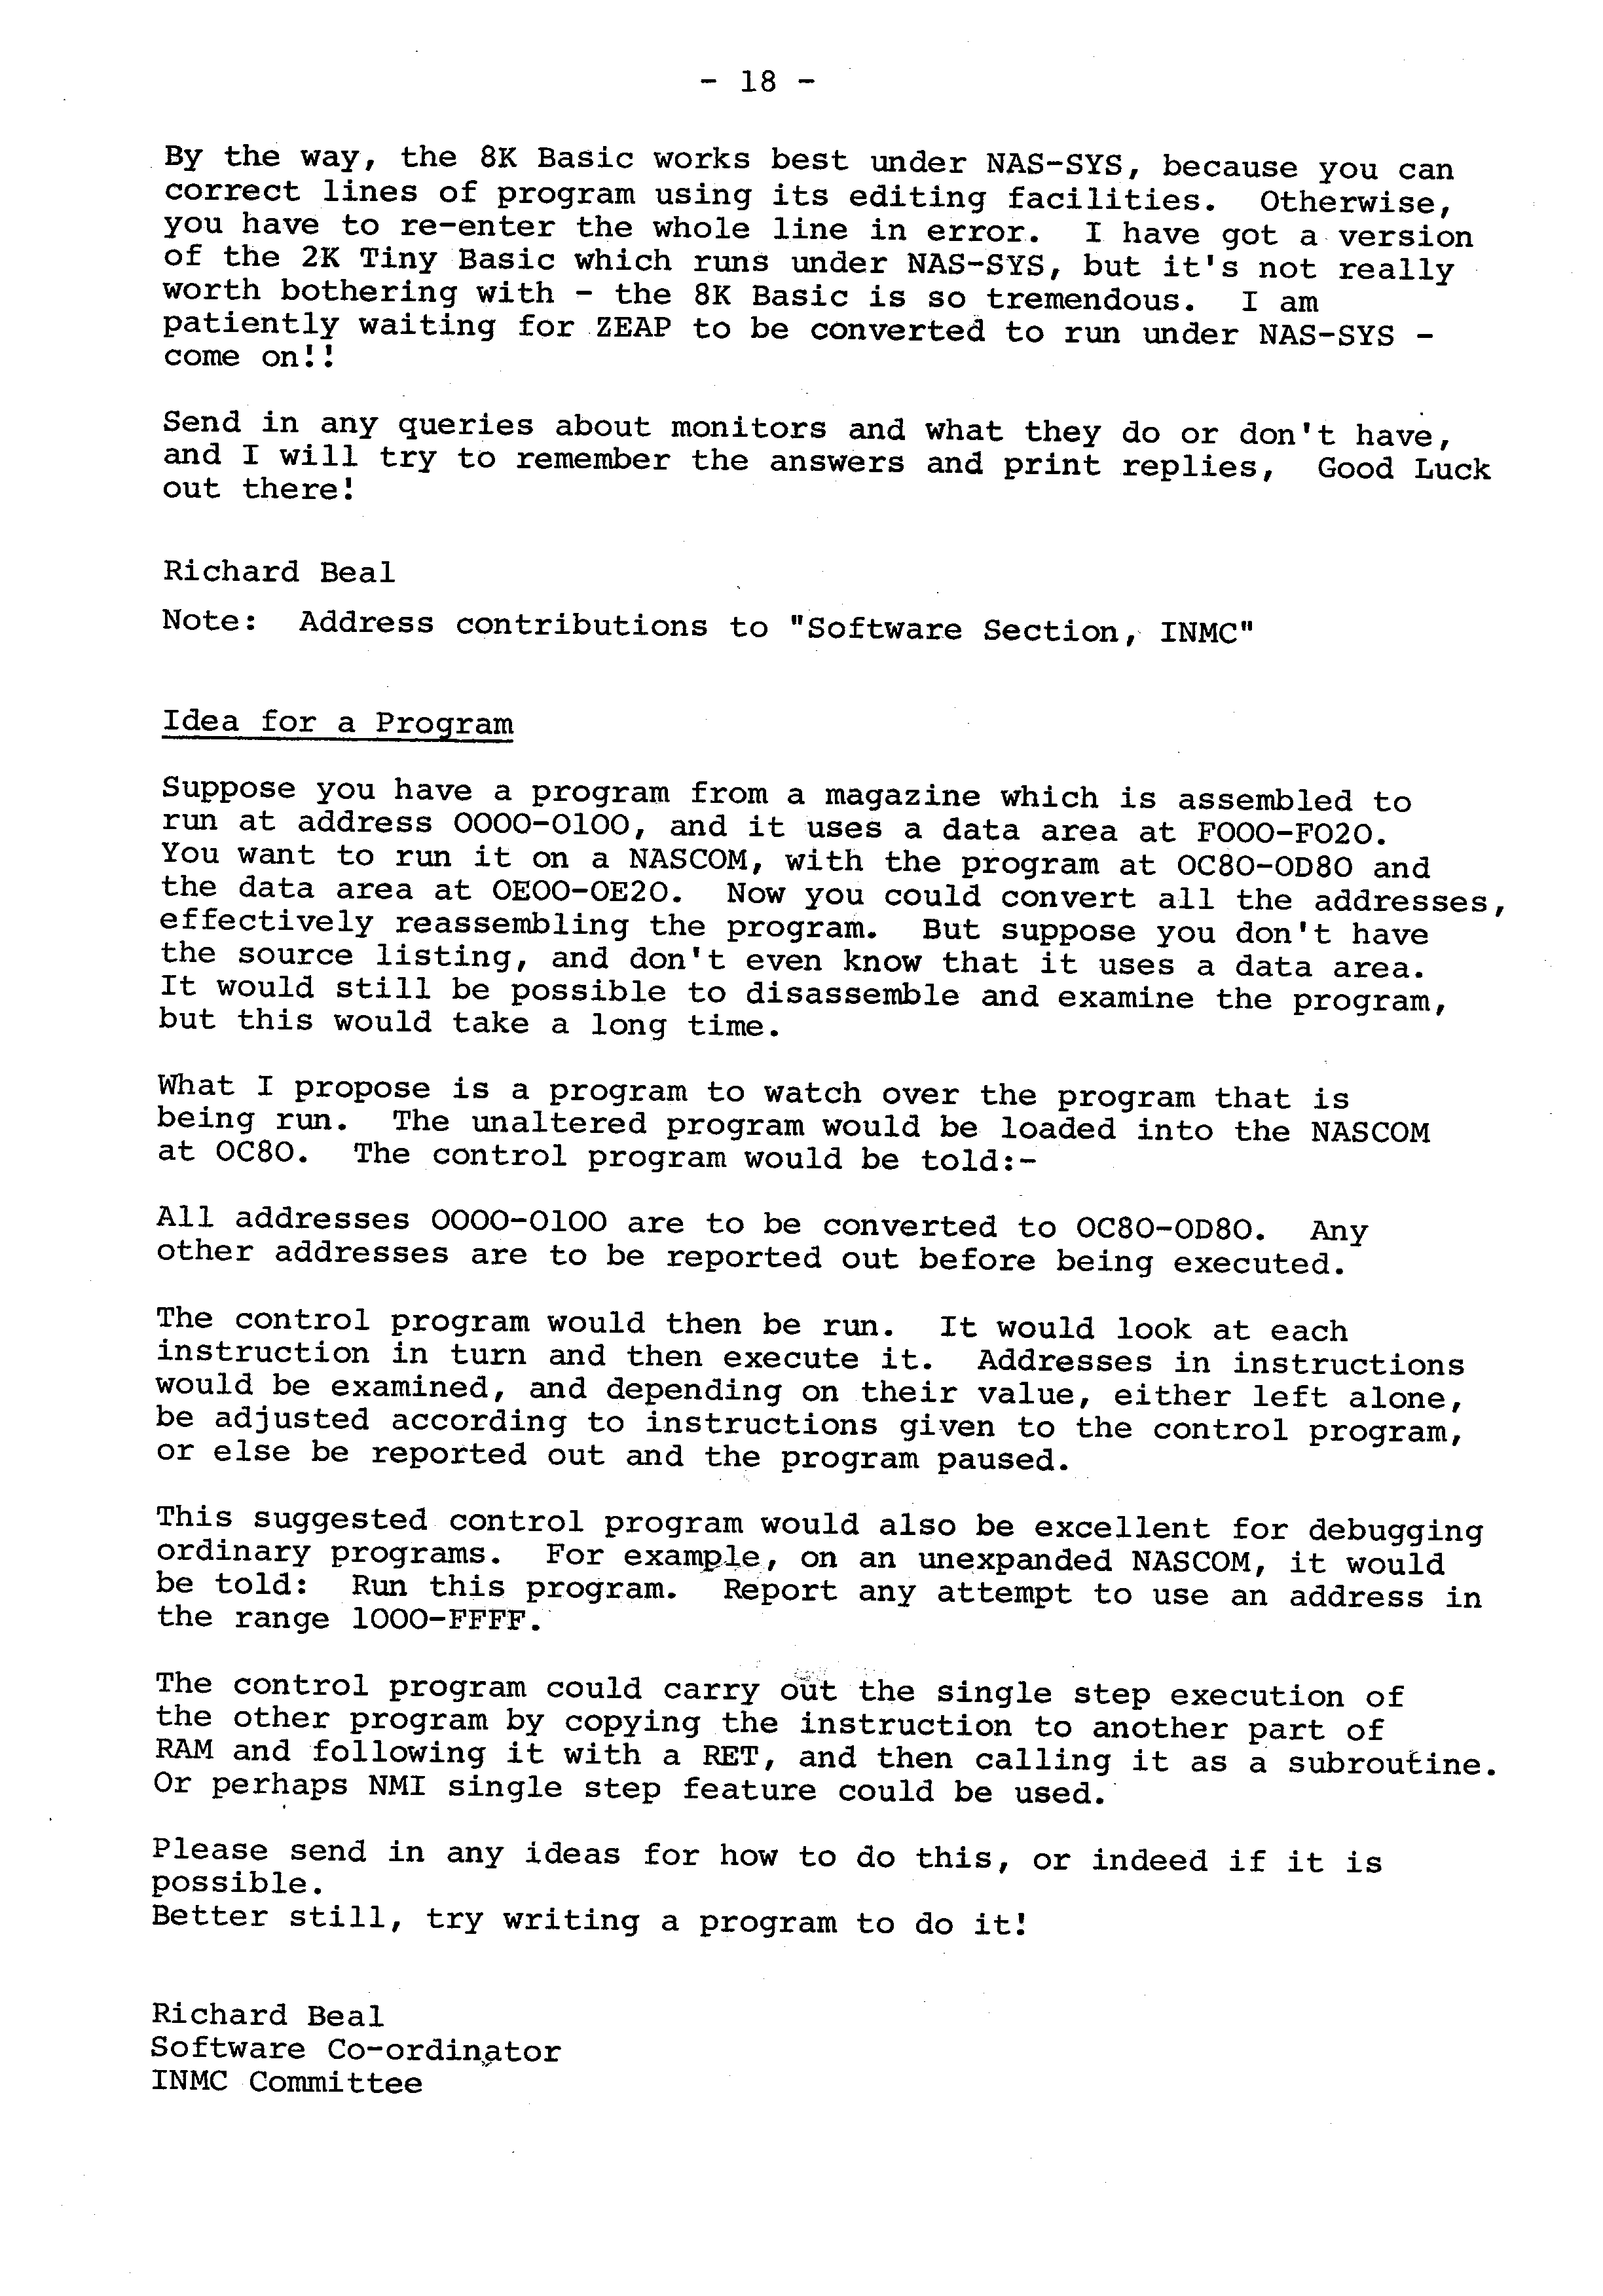 - 18 -
By the way, the 8K Basic works best under NAS-SYS, because you can
correct lines of program using its editing facilities. Otherwise,
you have to re-enter the whole line in error. I have got a version
of the 2K Tiny Basic which runs under NAS-SYS, but it's not really
worth bothering with - the 8K Basic is so tremendous. I am
patiently waiting for ZEAP to be converted to run under NAS-SYS -
come on!!
Send in any queries about monitors and what they do or don't have,
and I will try to remember the answers and print replies, Good Luck
out there!
Richard Beal
Note: Address contributions to "Software Section, INMC"
Idea for a Program
Suppose you have a program from a magazine which is assembled to
run at address 0000-0100, and it uses a data area at F000-F020.
You want to run it on a NASCOM, with the program at 0C80-0D80 and
the data area at 0E00-0E20. Now you could convert all the addresses,
effectively reassembling the program. But suppose you don't have
the source listing, and don't even know that it uses a data area.
It would still be possible to disassemble and examine the program,
but this would take a long time.
What I propose is a program to watch over the program that is
being run. The unaltered program would be loaded into the NASCOM
at 0C80. The control program would be told:-
All addresses 0000-0100 are to be converted to 0C80-0D80. Any
other addresses are to be reported out before being executed.
The control program would then be run. It would look at each
instruction in turn and then execute it. Addresses in instructions
would be examined, and depending on their value, either left alone,
be adjusted according to instructions given to the control program,
or else be reported out and the program paused.
This suggested control program would also be excellent for debugging
ordinary programs. For example, on an unexpanded NASCOM, it would
be told: Run this program. Report any attempt to use an address in
the range 1000-FFFF.
The control program could carry out the single step execution of
the other program by copying the instruction to another part of
RAM and following it with a RET, and then calling it as a subroutine.
Or perhaps NMI single step feature could be used.
Please send in any ideas for how to do this, or indeed if it is
possible.
Better still, try writing a program to do it!
Richard Beal
Software Co-ordinator
INMC Committee